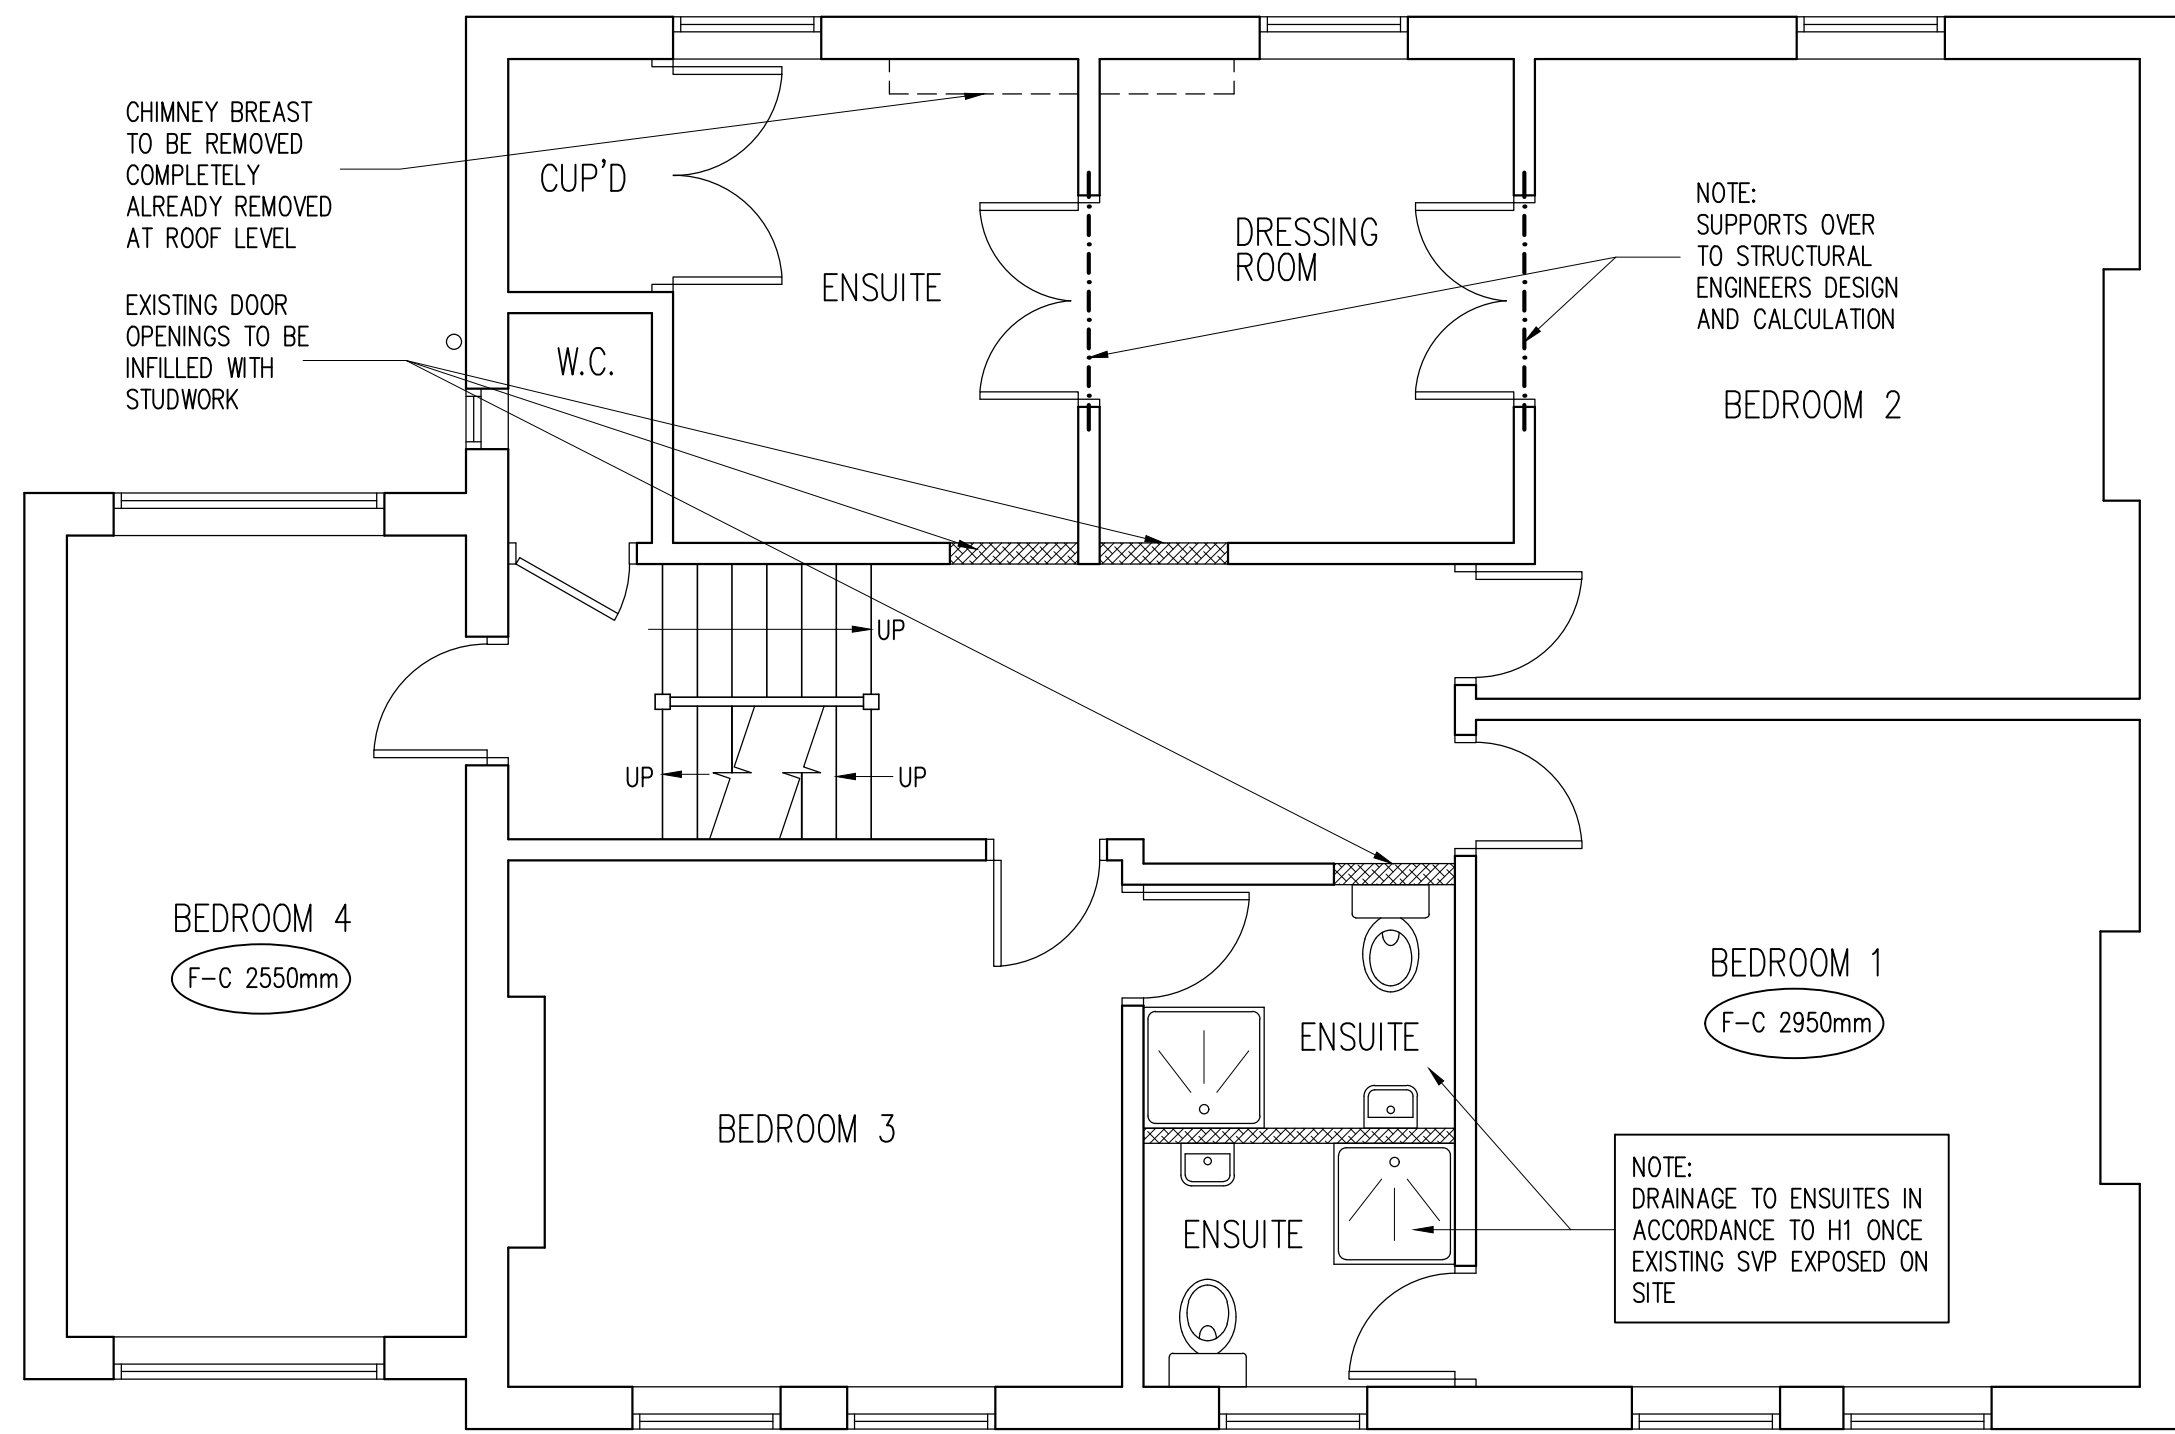 CHIMNEY BREAST
TO BE REMOVED
COMPLETELY
ALREADY REMOVED
AT ROOF LEVEL
EXISTING DOOR
OPENINGS TO BE
INFILLED WITH
STUDWORK
CUP'D
W.C.
ENSUITE
DRESSING
ROOM
NOTE:
SUPPORTS OVER
TO STRUCTURAL
ENGINEERS DESIGN
AND CALCULATION
BEDROOM 2
UP
UP
UP
BEDROOM 4
F-C 2550mm
BEDROOM 3
ENSUITE
ENSUITE
BEDROOM 1
F-C 2950mm
NOTE:
DRAINAGE TO ENSUITES IN
ACCORDANCE TO H1 ONCE
EXISTING SVP EXPOSED ON
SITE